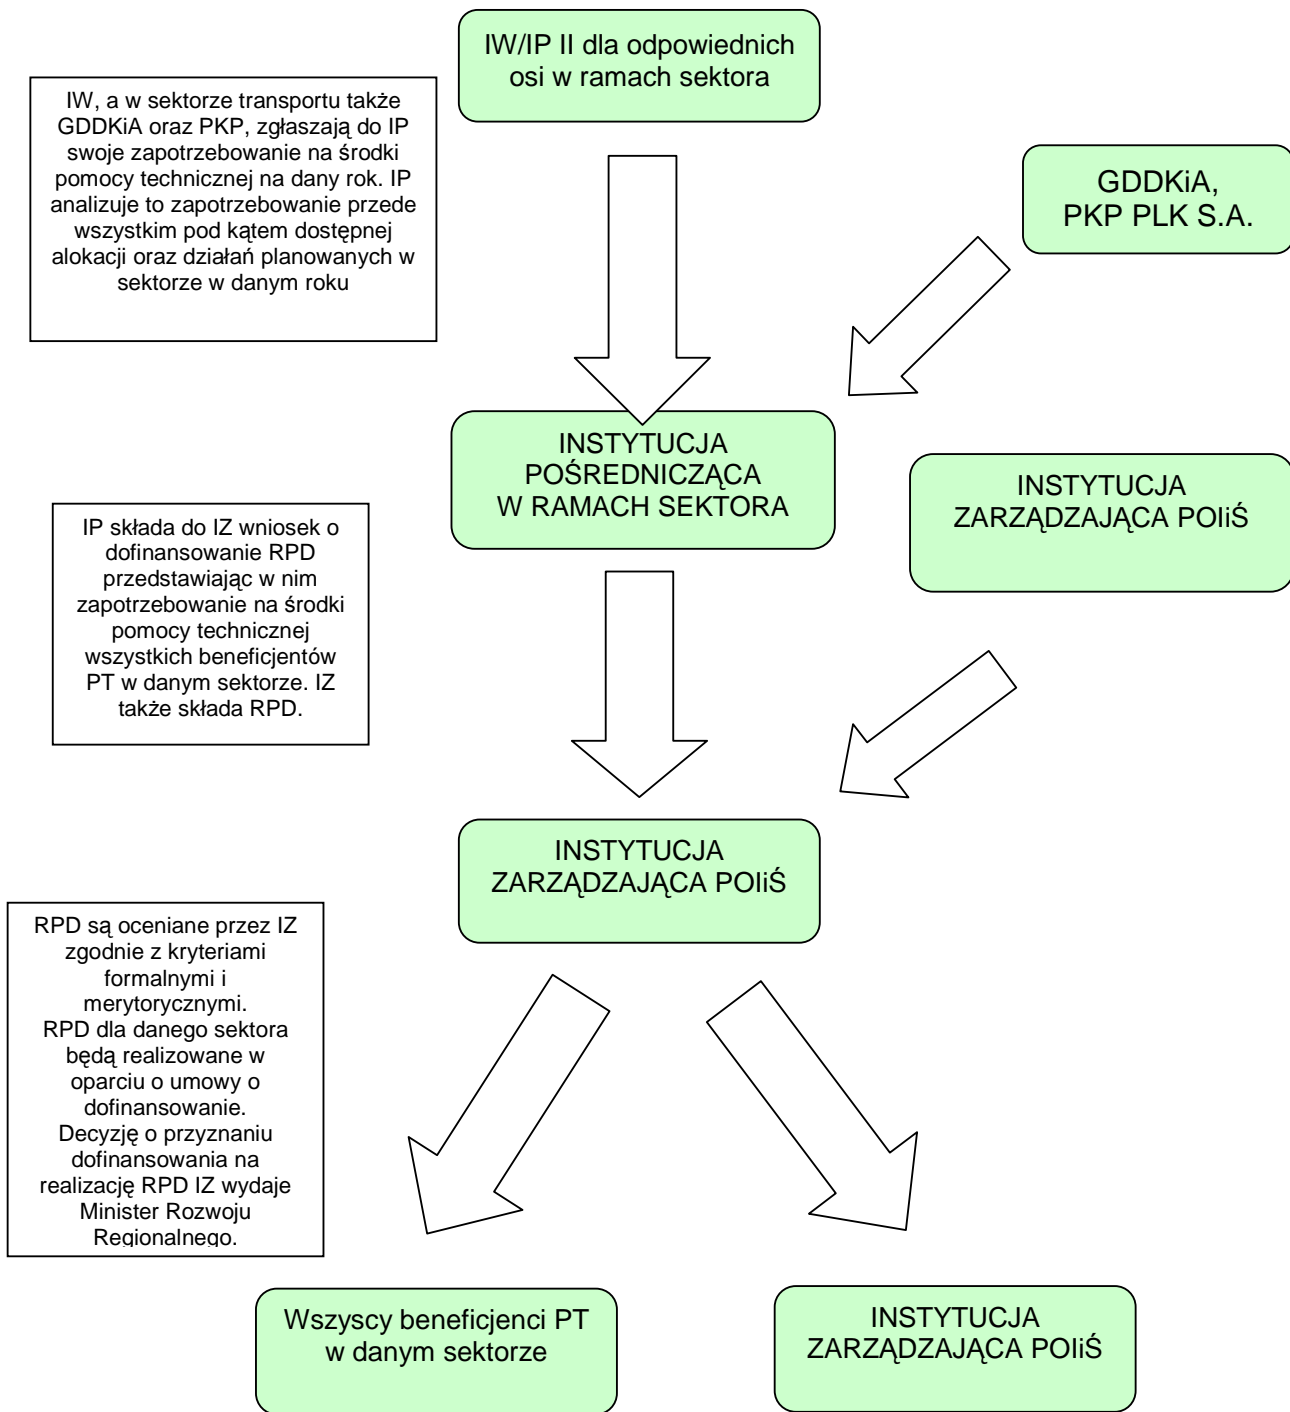 IW/IP II dla odpowiednich
osi w ramach sektora
IW, a w sektorze transportu także
GDDKiA oraz PKP, zgłaszają do IP
swoje zapotrzebowanie na środki
pomocy technicznej na dany rok. IP
analizuje to zapotrzebowanie przede
wszystkim pod kątem dostępnej
alokacji oraz działań planowanych w
sektorze w danym roku
GDDKiA,
PKP PLK S.A.
INSTYTUCJA
POŚREDNICZĄCA
W RAMACH SEKTORA
INSTYTUCJA
ZARZĄDZAJĄCA POIiŚ
IP składa do IZ wniosek o
dofinansowanie RPD
przedstawiając w nim
zapotrzebowanie na środki
pomocy technicznej
wszystkich beneficjentów
PT w danym sektorze. IZ
także składa RPD.
INSTYTUCJA
ZARZĄDZAJĄCA POIiŚ
RPD są oceniane przez IZ
zgodnie z kryteriami
formalnymi i
merytorycznymi.
RPD dla danego sektora
będą realizowane w
oparciu o umowy o
dofinansowanie.
Decyzję o przyznaniu
dofinansowania na
realizację RPD IZ wydaje
Minister Rozwoju
Regionalnego.
Wszyscy beneficjenci PT
w danym sektorze
INSTYTUCJA
ZARZĄDZAJĄCA POIiŚ